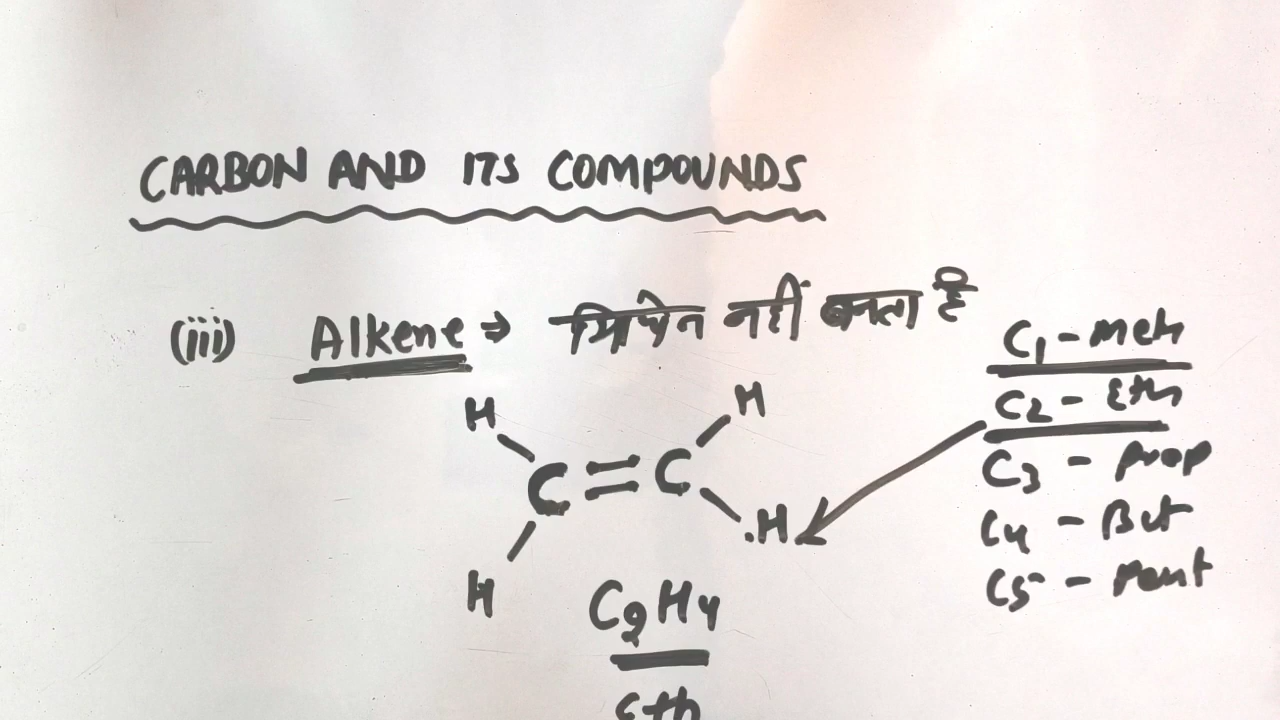 CARBON AND ITS COMPOUNDS
(iii) Alkene ⇒ मिथेन नहीं बनता है
C1 - Meth
C2 - Eth
C3 - Prop
C4 - But
C5 - Pent
H H
C = C
H H
C2H4
Eth